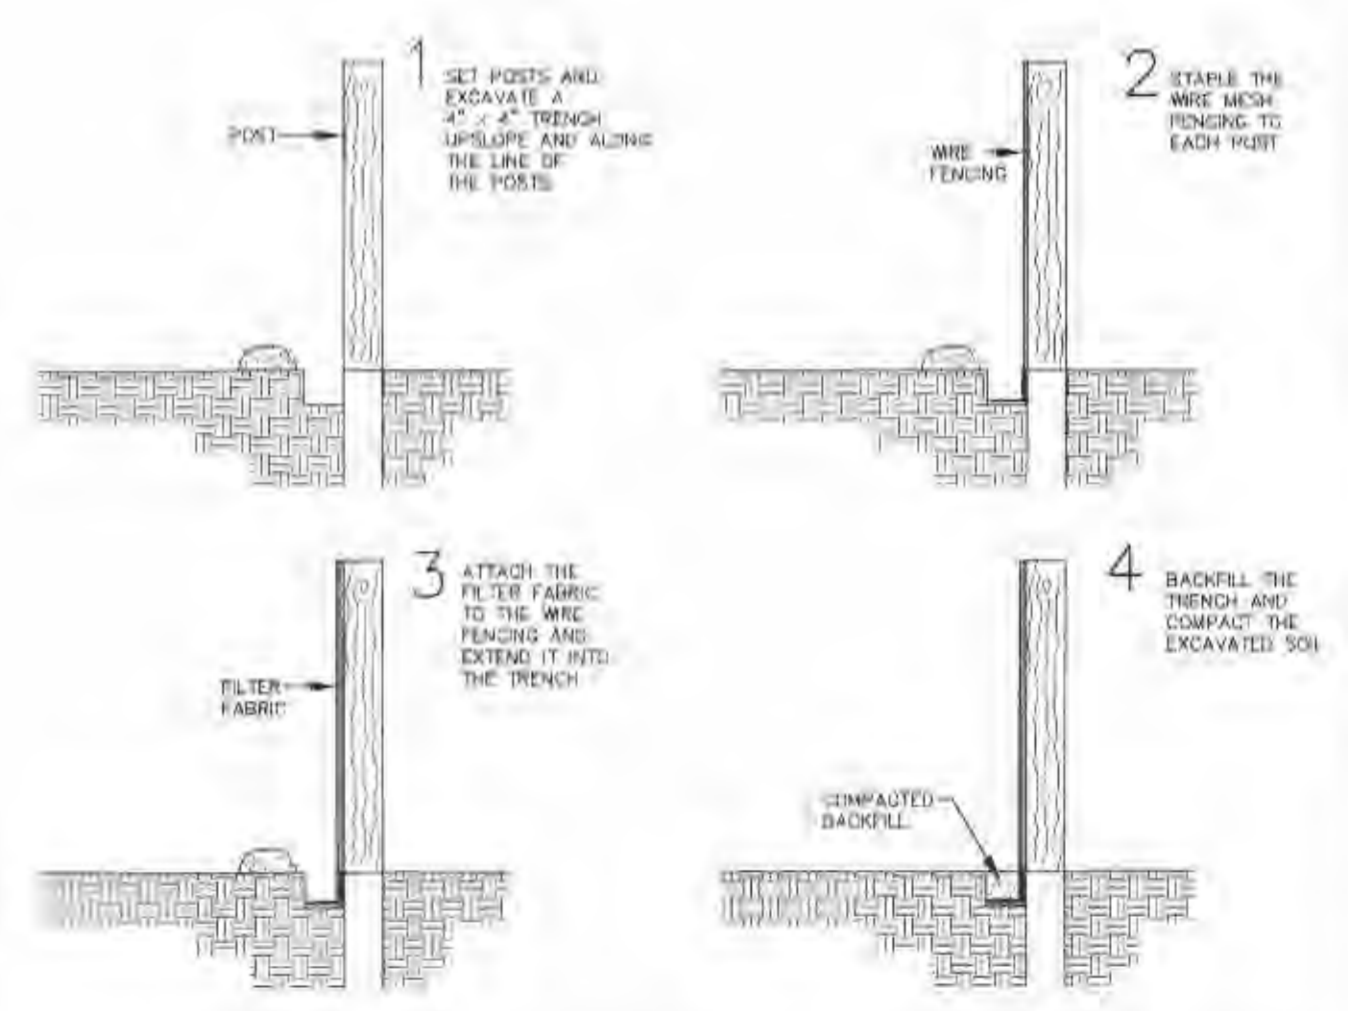 1
SET POSTS AND
EXCAVATE A
4" x 4" TRENCH
UPSLOPE AND ALONG
THE LINE OF
THE POSTS
POST
2
STAPLE THE
WIRE MESH
FENCING TO
EACH POST
WIRE
FENCING
3
ATTACH THE
FILTER FABRIC
TO THE WIRE
FENCING AND
EXTEND IT INTO
THE TRENCH
FILTER
FABRIC
4
BACKFILL THE
TRENCH AND
COMPACT THE
EXCAVATED SOIL
COMPACTED
BACKFILL